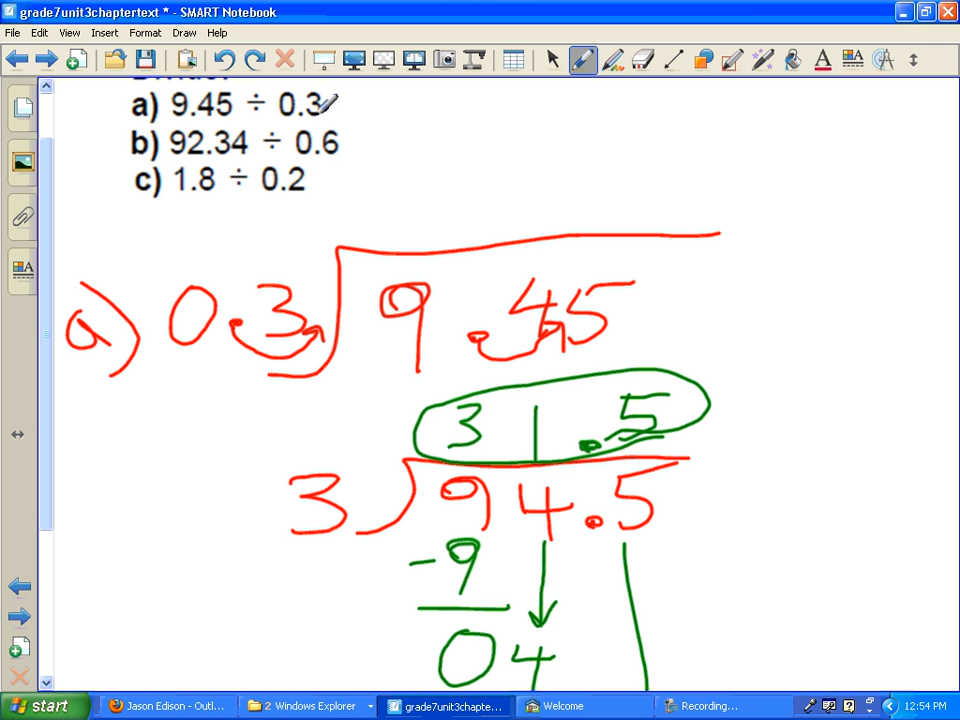 grade7unit3chaptertext * - SMART Notebook
File Edit View Insert Format Draw Help
a) 9.45 ÷ 0.3
b) 92.34 ÷ 0.6
c) 1.8 ÷ 0.2
a) 0.3 9.45
31.5
3 94.5
-9
04
start Jason Edison - Outl... 2 Windows Explorer grade7unit3chapte... Welcome Recording... 12:54 PM